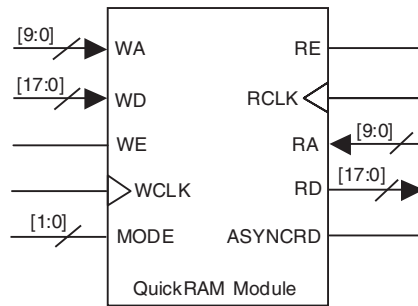 [9:0] WA RE
[17:0] WD RCLK
WE RA [9:0]
WCLK RD [17:0]
[1:0] MODE ASYNCRD
QuickRAM Module